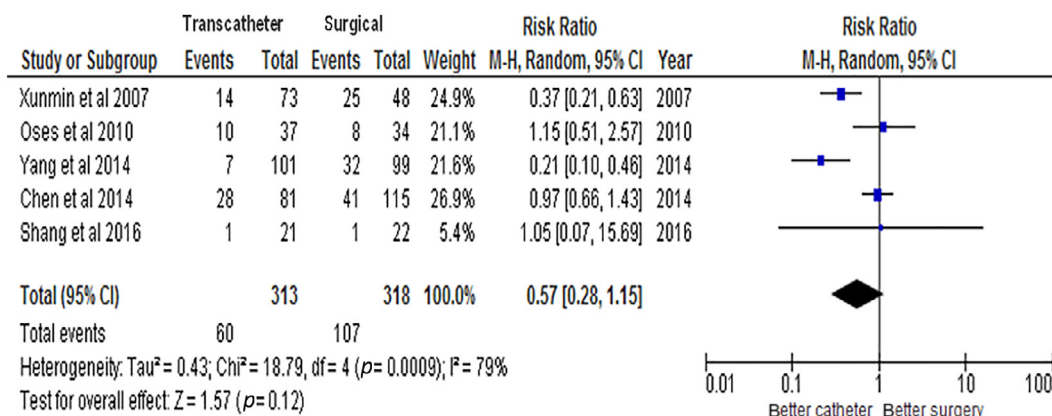 Transcatheter Surgical Risk Ratio Risk Ratio
Study or Subgroup Events Total Events Total Weight M-H, Random, 95% CI Year M-H, Random, 95% CI
Xunmin et al 2007 14 73 25 48 24.9% 0.37 [0.21, 0.63] 2007
Oses et al 2010 10 37 8 34 21.1% 1.15 [0.51, 2.57] 2010
Yang et al 2014 7 101 32 99 21.6% 0.21 [0.10, 0.46] 2014
Chen et al 2014 28 81 41 115 26.9% 0.97 [0.66, 1.43] 2014
Shang et al 2016 1 21 1 22 5.4% 1.05 [0.07, 15.69] 2016
Total (95% CI) 313 318 100.0% 0.57 [0.28, 1.15]
Total events 60 107
Heterogeneity: Tau² = 0.43; Chi² = 18.79, df = 4 (p = 0.0009); I² = 79%
Test for overall effect: Z = 1.57 (p = 0.12)
0.01 0.1 1 10 100
Better catheter Better surgery